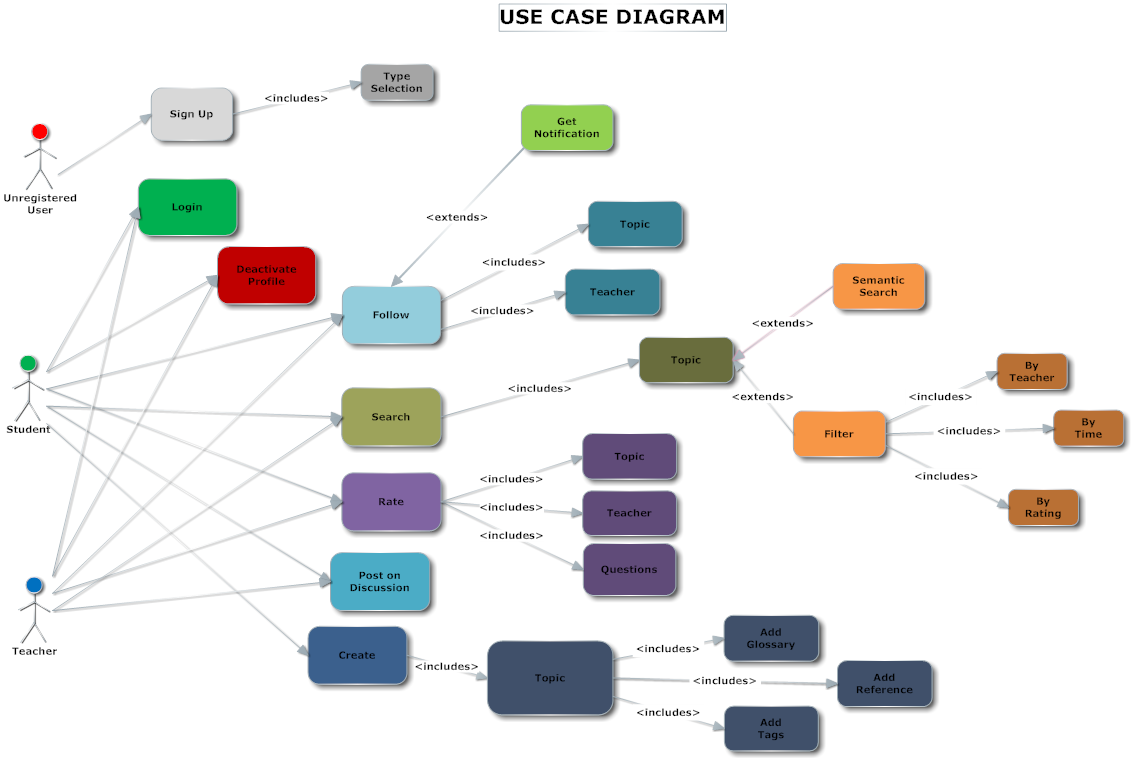 USE CASE DIAGRAM
Type
Selection
<includes>
Sign Up
Get
Notification
Unregistered
User
Login
<extends>
Topic
<includes>
Deactivate
Profile
Teacher
<includes>
Follow
Semantic
Search
<extends>
Topic
<includes>
<extends>
By
Teacher
<includes>
Student
Search
Filter
<includes>
By
Time
<includes>
By
Rating
Topic
<includes>
Rate
<includes>
Teacher
<includes>
Questions
Post on
Discussion
Teacher
Create
<includes>
Topic
<includes>
Add
Glossary
<includes>
Add
Reference
<includes>
Add
Tags